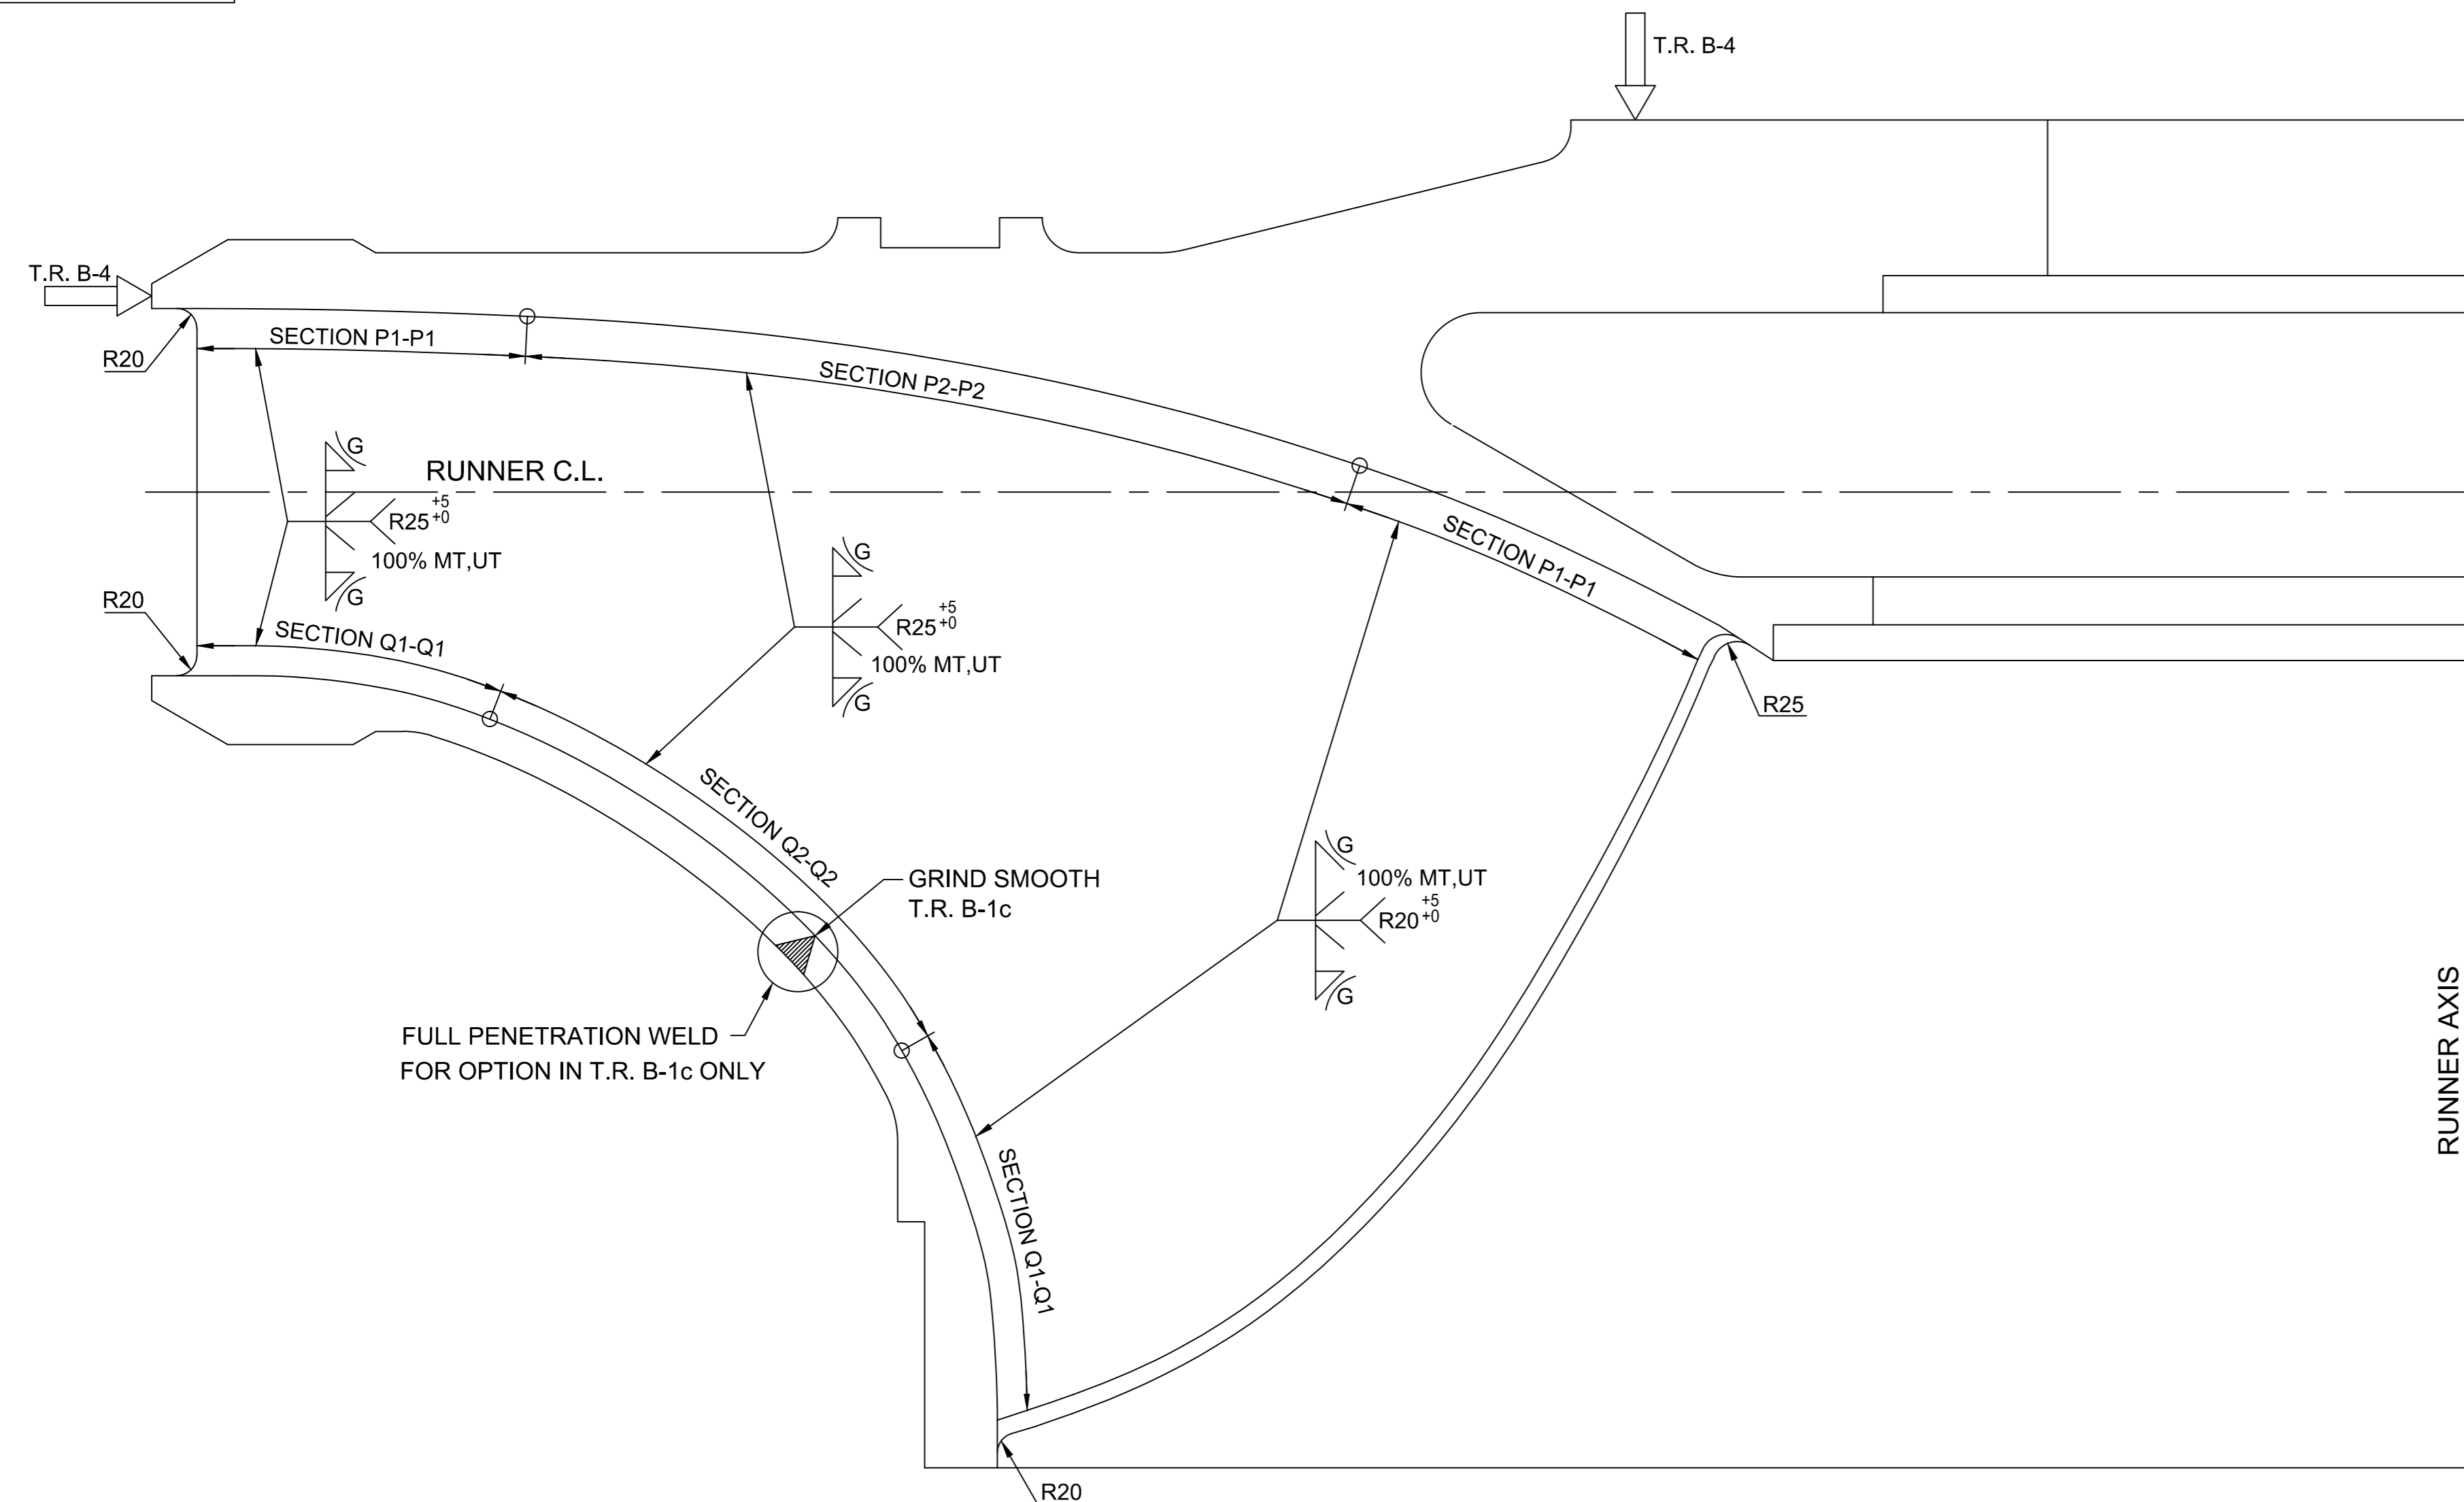 T.R. B-4
T.R. B-4
SECTION P1-P1
R20
SECTION P2-P2
G
RUNNER C.L.
R25 +5 +0
100% MT,UT
G
SECTION P1-P1
G
R25 +5 +0
100% MT,UT
G
R20
SECTION Q1-Q1
R25
SECTION Q2-Q2
GRIND SMOOTH
T.R. B-1c
G
100% MT,UT
R20 +5 +0
G
FULL PENETRATION WELD
FOR OPTION IN T.R. B-1c ONLY
RUNNER AXIS
SECTION Q1-Q1
R20